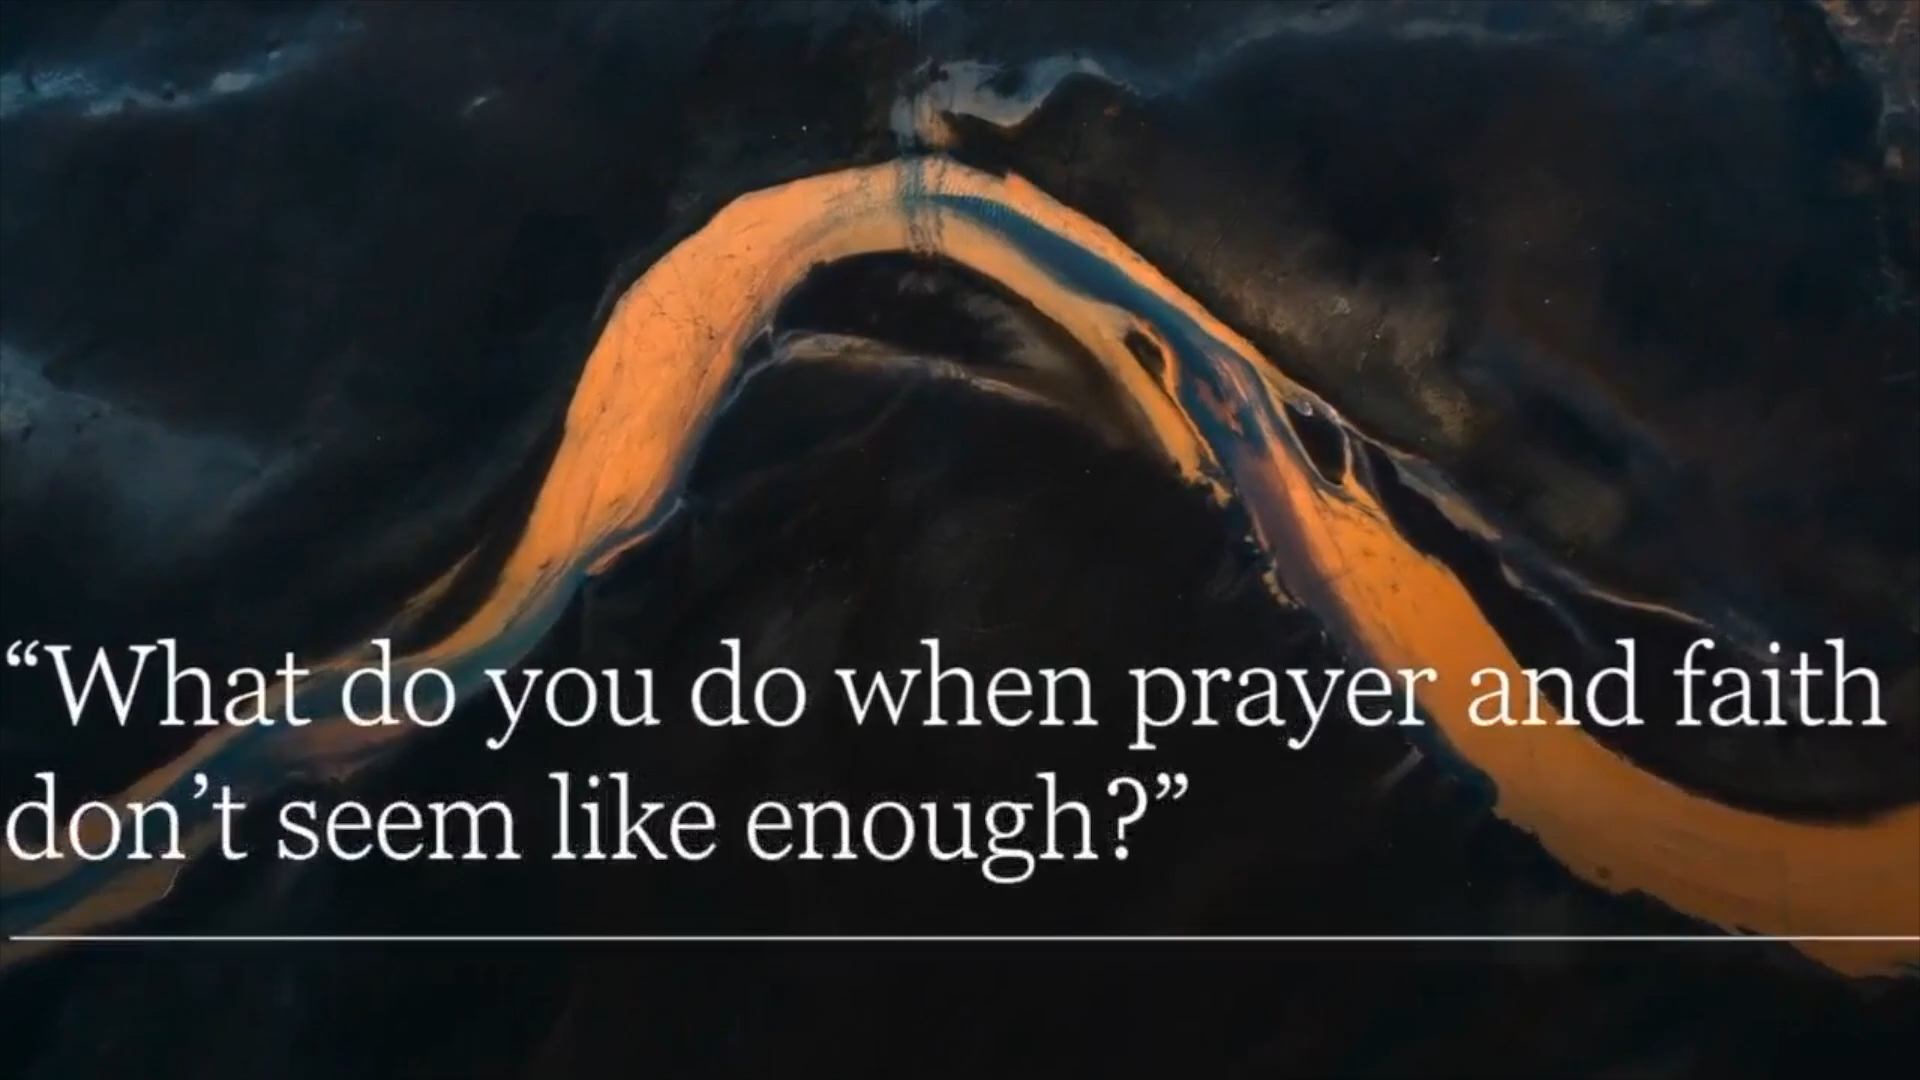 “What do you do when prayer and faith
don’t seem like enough?”